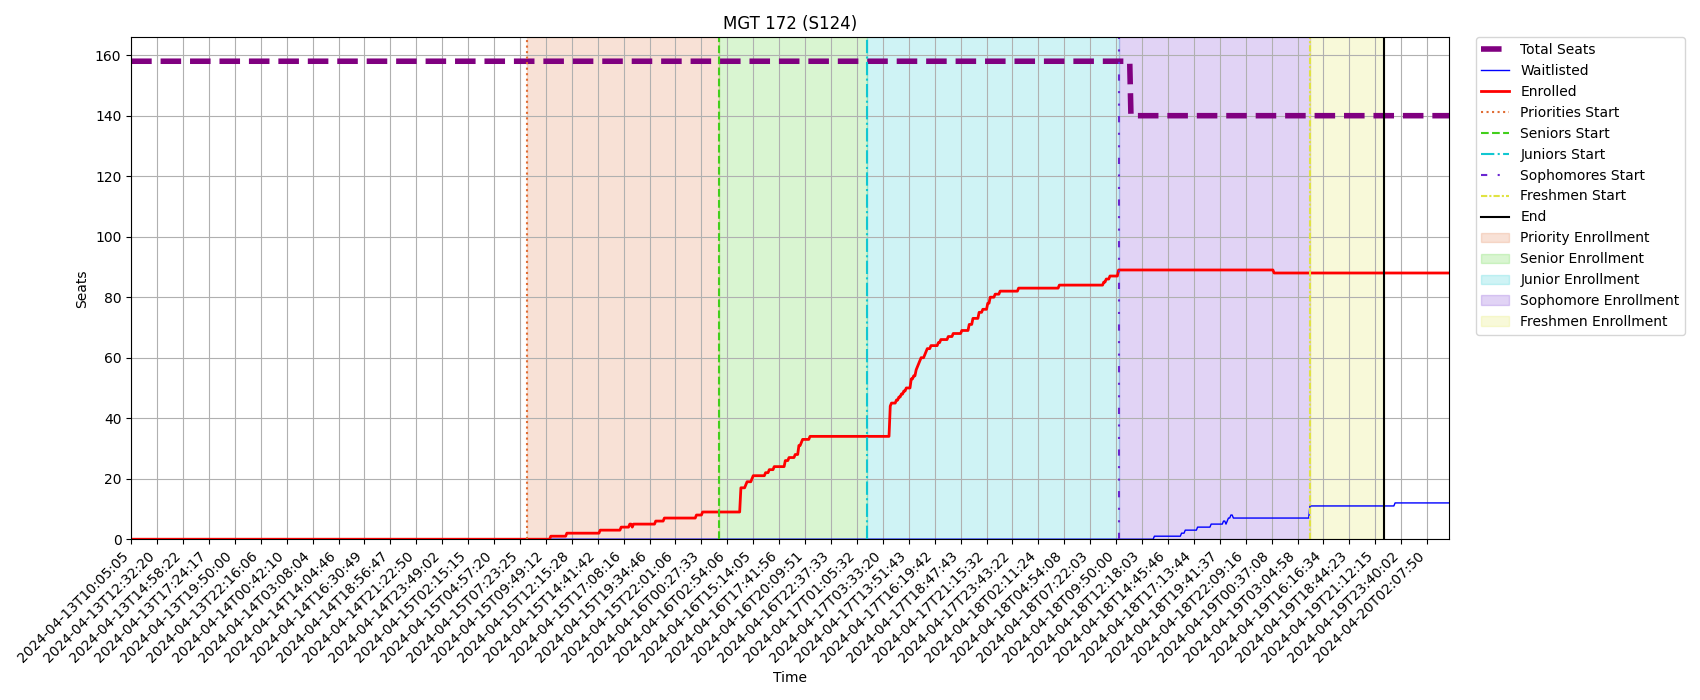 MGT 172 (S124)
160
140
120
100
80
60
40
20
0
Seats
2024-04-13T10:05:05
2024-04-13T12:32:20
2024-04-13T14:58:22
2024-04-13T17:24:17
2024-04-13T19:50:00
2024-04-13T22:16:06
2024-04-14T00:42:10
2024-04-14T03:08:04
2024-04-14T14:04:46
2024-04-14T16:30:49
2024-04-14T18:56:47
2024-04-14T21:22:50
2024-04-14T23:49:02
2024-04-15T02:15:15
2024-04-15T04:57:20
2024-04-15T07:23:25
2024-04-15T09:49:12
2024-04-15T12:15:28
2024-04-15T14:41:42
2024-04-15T17:08:16
2024-04-15T19:34:46
2024-04-15T22:01:06
2024-04-16T00:27:33
2024-04-16T02:54:06
2024-04-16T15:14:05
2024-04-16T17:41:56
2024-04-16T20:09:51
2024-04-16T22:37:33
2024-04-17T01:05:32
2024-04-17T03:33:20
2024-04-17T13:51:43
2024-04-17T16:19:42
2024-04-17T18:47:43
2024-04-17T21:15:32
2024-04-17T23:43:22
2024-04-18T02:11:24
2024-04-18T04:54:08
2024-04-18T07:22:03
2024-04-18T09:50:00
2024-04-18T12:18:03
2024-04-18T14:45:46
2024-04-18T17:13:44
2024-04-18T19:41:37
2024-04-18T22:09:16
2024-04-19T00:37:08
2024-04-19T03:04:58
2024-04-19T16:16:34
2024-04-19T18:44:23
2024-04-19T21:12:15
2024-04-19T23:40:02
2024-04-20T02:07:50
Time
Total Seats
Waitlisted
Enrolled
Priorities Start
Seniors Start
Juniors Start
Sophomores Start
Freshmen Start
End
Priority Enrollment
Senior Enrollment
Junior Enrollment
Sophomore Enrollment
Freshmen Enrollment